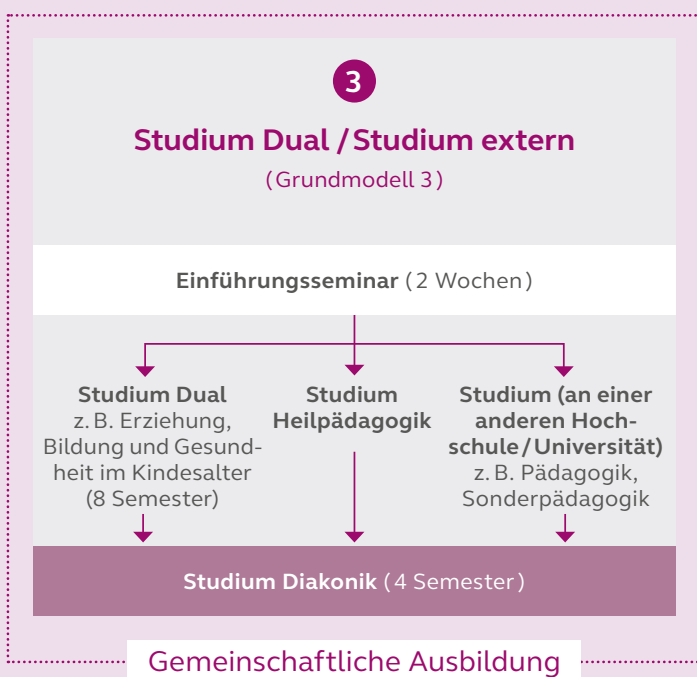 3
Studium Dual / Studium extern
(Grundmodell 3)
Einführungsseminar (2 Wochen)
Studium Dual
z. B. Erziehung,
Bildung und Gesund-
heit im Kindesalter
(8 Semester)
Studium
Heilpädagogik
Studium (an einer
anderen Hoch-
schule/Universität)
z. B. Pädagogik,
Sonderpädagogik
Studium Diakonik (4 Semester)
Gemeinschaftliche Ausbildung